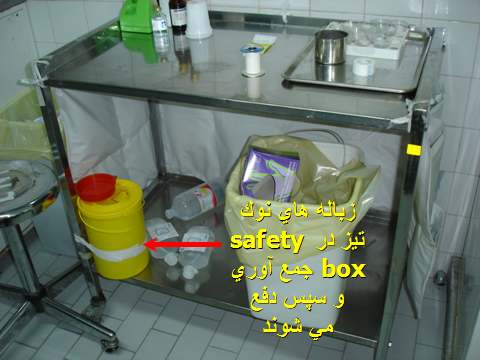 زباله هاي نوك
تيز در safety
box جمع آوري
و سپس دفع
مي شوند